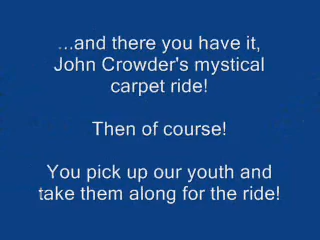 ...and there you have it,
John Crowder's mystical
carpet ride!
Then of course!
You pick up our youth and
take them along for the ride!